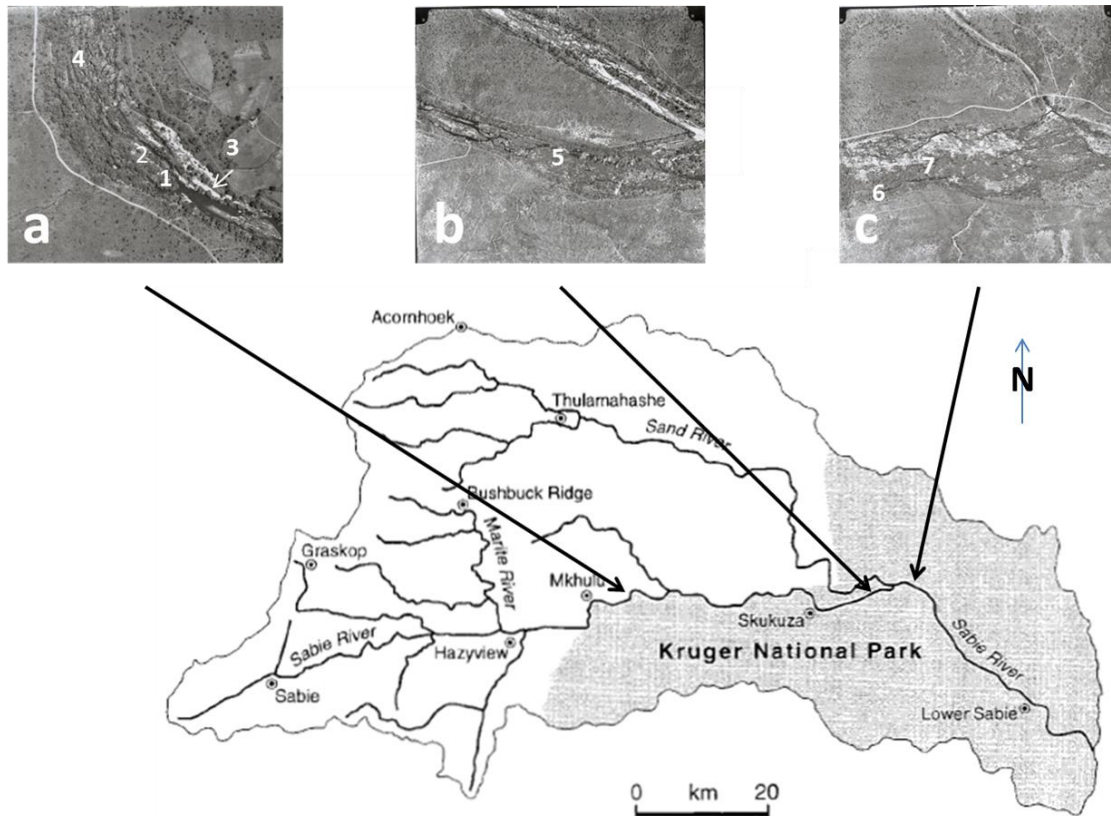 4
2
3
1
a
5
b
7
6
c
Acornhoek
N
Thularnahashe
Sand River
Bushbuck Ridge
Marite River
Graskop
Mkhulu
Skukuza
Sabie River
Hazyview
Kruger National Park
Sabie River
Sabie
Lower Sabie
km
0 20